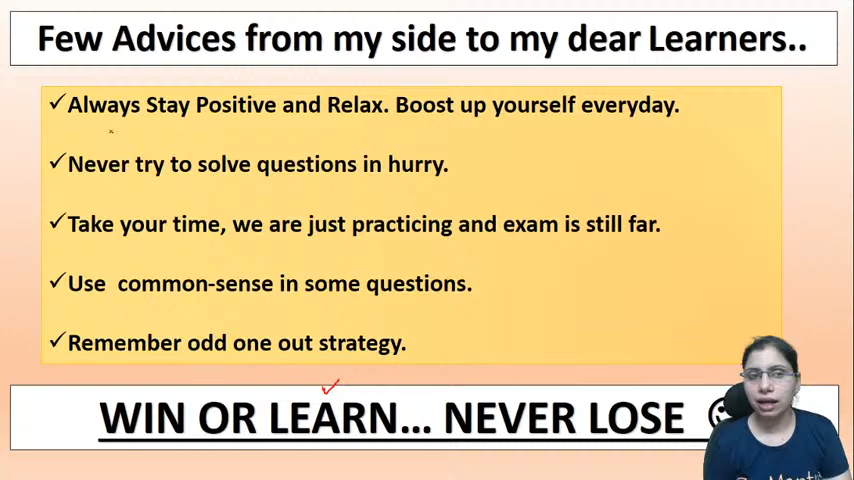 Few Advices from my side to my dear Learners..
✓Always Stay Positive and Relax. Boost up yourself everyday.
✓Never try to solve questions in hurry.
✓Take your time, we are just practicing and exam is still far.
✓Use common-sense in some questions.
✓Remember odd one out strategy.
WIN OR LEARN... NEVER LOSE